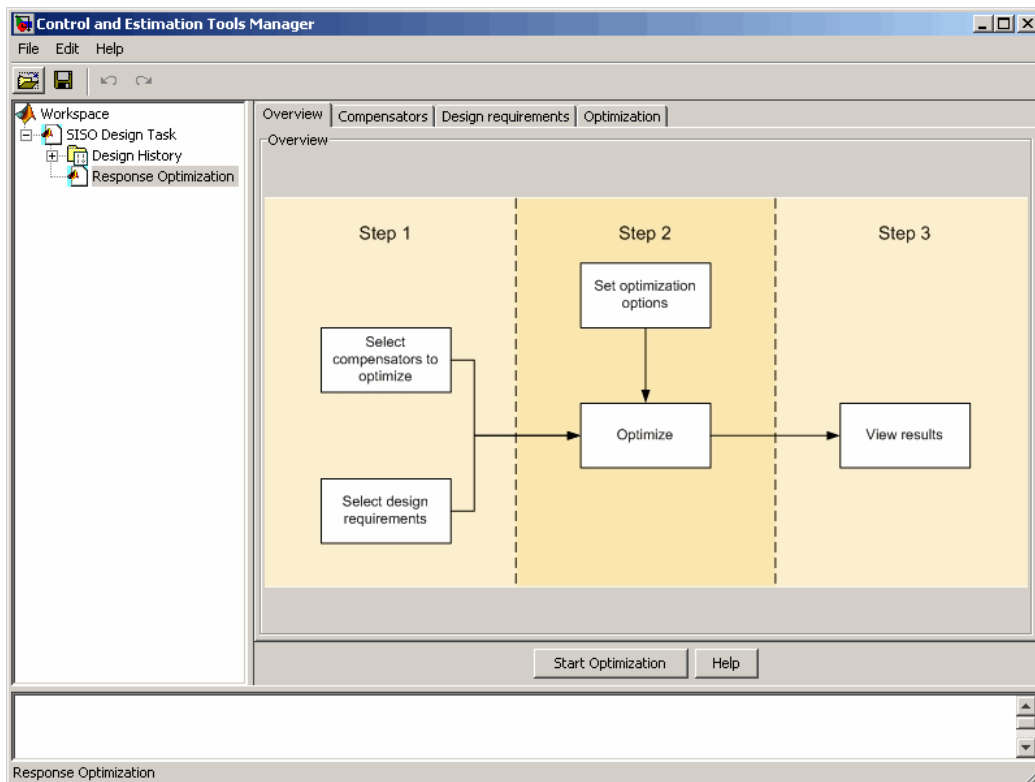 Control and Estimation Tools Manager
File Edit Help
Workspace
SISO Design Task
Design History
Response Optimization
Overview Compensators Design requirements Optimization
Overview
Step 1
Step 2
Step 3
Set optimization
options
Select
compensators to
optimize
Optimize
View results
Select design
requirements
Start Optimization Help
Response Optimization